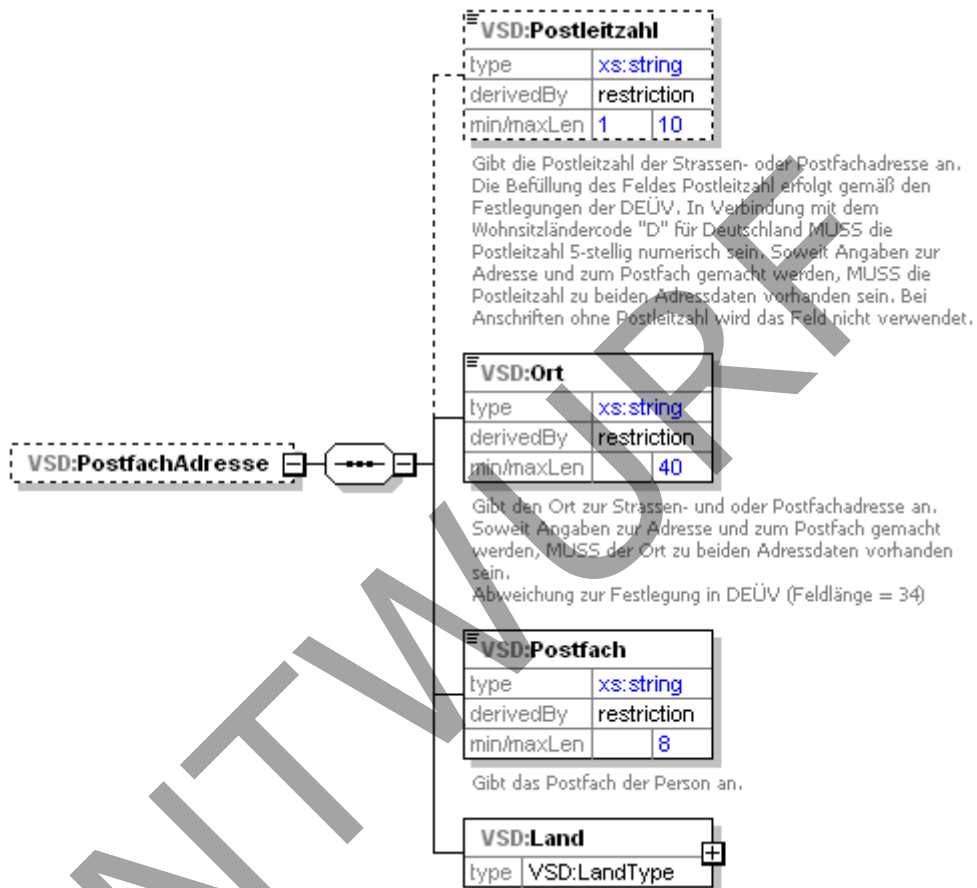 VSD:Postleitzahl
type xs:string
derivedBy restriction
min/maxLen 1 10
Gibt die Postleitzahl der Strassen- oder Postfachadresse an.
Die Befüllung des Feldes Postleitzahl erfolgt gemäß den
Festlegungen der DEÜV. In Verbindung mit dem
Wohnsitzländercode "D" für Deutschland MUSS die
Postleitzahl 5-stellig numerisch sein. Soweit Angaben zur
Adresse und zum Postfach gemacht werden, MUSS die
Postleitzahl zu beiden Adressdaten vorhanden sein. Bei
Anschriften ohne Postleitzahl wird das Feld nicht verwendet.
VSD:Ort
type xs:string
derivedBy restriction
min/maxLen 40
VSD:PostfachAdresse
Gibt den Ort zur Strassen- und oder Postfachadresse an.
Soweit Angaben zur Adresse und zum Postfach gemacht
werden, MUSS der Ort zu beiden Adressdaten vorhanden
sein.
Abweichung zur Festlegung in DEÜV (Feldlänge = 34)
VSD:Postfach
type xs:string
derivedBy restriction
min/maxLen 8
Gibt das Postfach der Person an.
VSD:Land
type VSD:LandType
ENTWURF